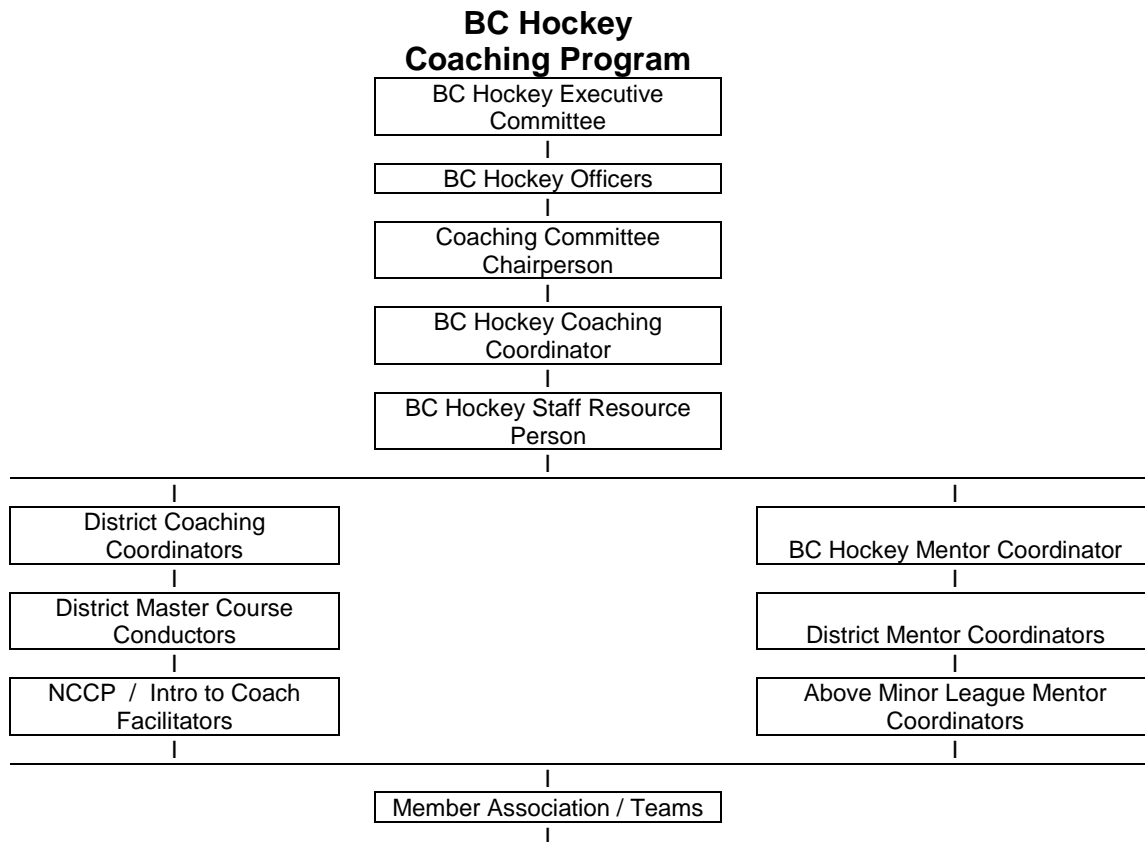 BC Hockey
Coaching Program
BC Hockey Executive
Committee
BC Hockey Officers
Coaching Committee
Chairperson
BC Hockey Coaching
Coordinator
BC Hockey Staff Resource
Person
District Coaching
Coordinators
BC Hockey Mentor Coordinator
District Master Course
Conductors
District Mentor Coordinators
NCCP / Intro to Coach
Facilitators
Above Minor League Mentor
Coordinators
Member Association / Teams